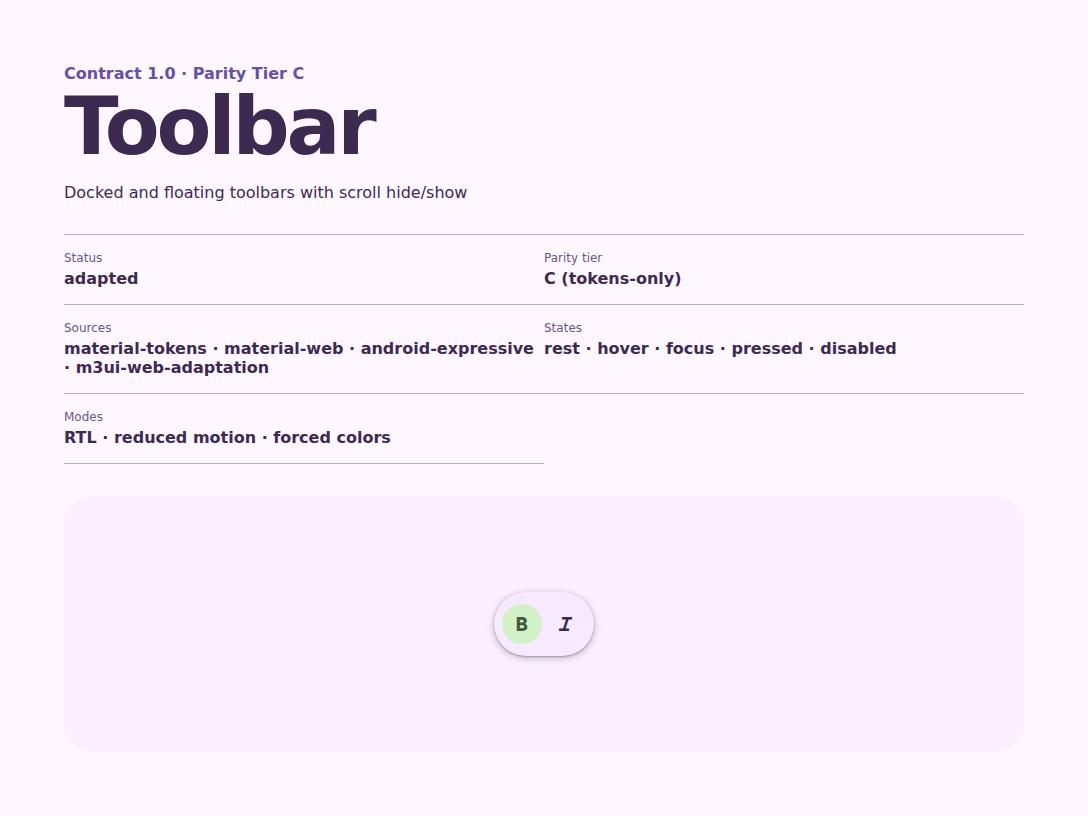 Contract 1.0 · Parity Tier C
Toolbar
Docked and floating toolbars with scroll hide/show
Status
adapted
Parity tier
C (tokens-only)
Sources
material-tokens · material-web · android-expressive
· m3ui-web-adaptation
States
rest · hover · focus · pressed · disabled
Modes
RTL · reduced motion · forced colors
B I